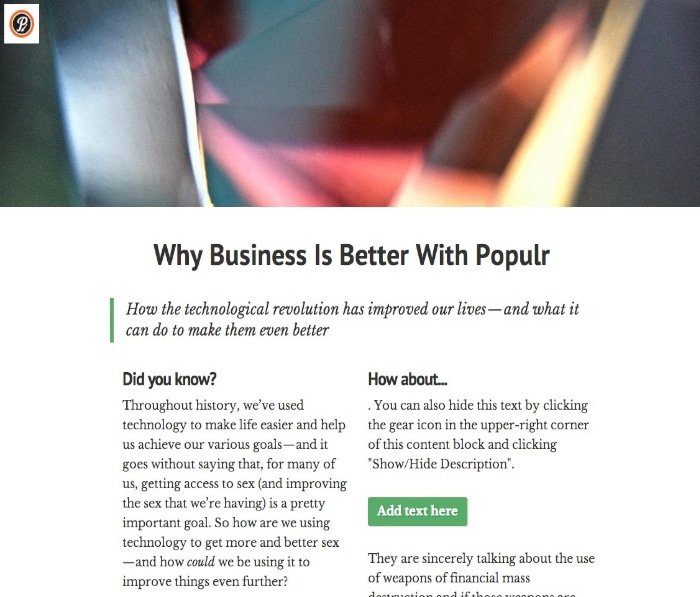 Why Business Is Better With Populr
How the technological revolution has improved our lives—and what it
can do to make them even better
Did you know?
Throughout history, we've used
technology to make life easier and help
us achieve our various goals—and it
goes without saying that, for many of
us, getting access to sex (and improving
the sex that we're having) is a pretty
important goal. So how are we using
technology to get more and better sex
—and how could we be using it to
improve things even further?
How about...
. You can also hide this text by clicking
the gear icon in the upper-right corner
of this content block and clicking
"Show/Hide Description".
Add text here
They are sincerely talking about the use
of weapons of financial mass
destruction and if those weapons are